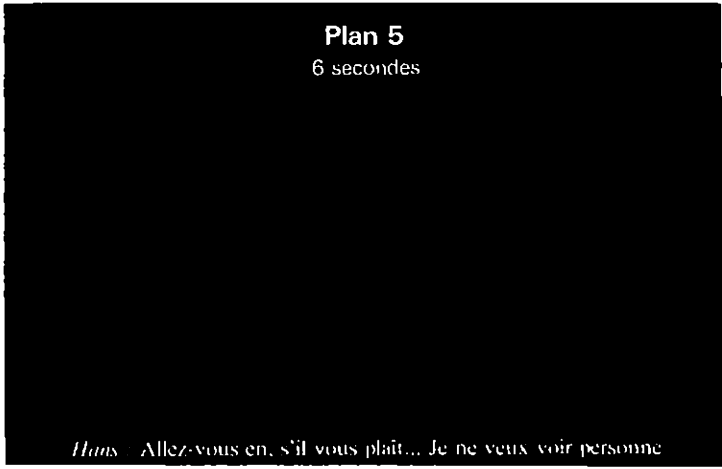 Plan 5
6 secondes
Hans : Allez-vous en, s'il vous plaît... Je ne veux voir personne